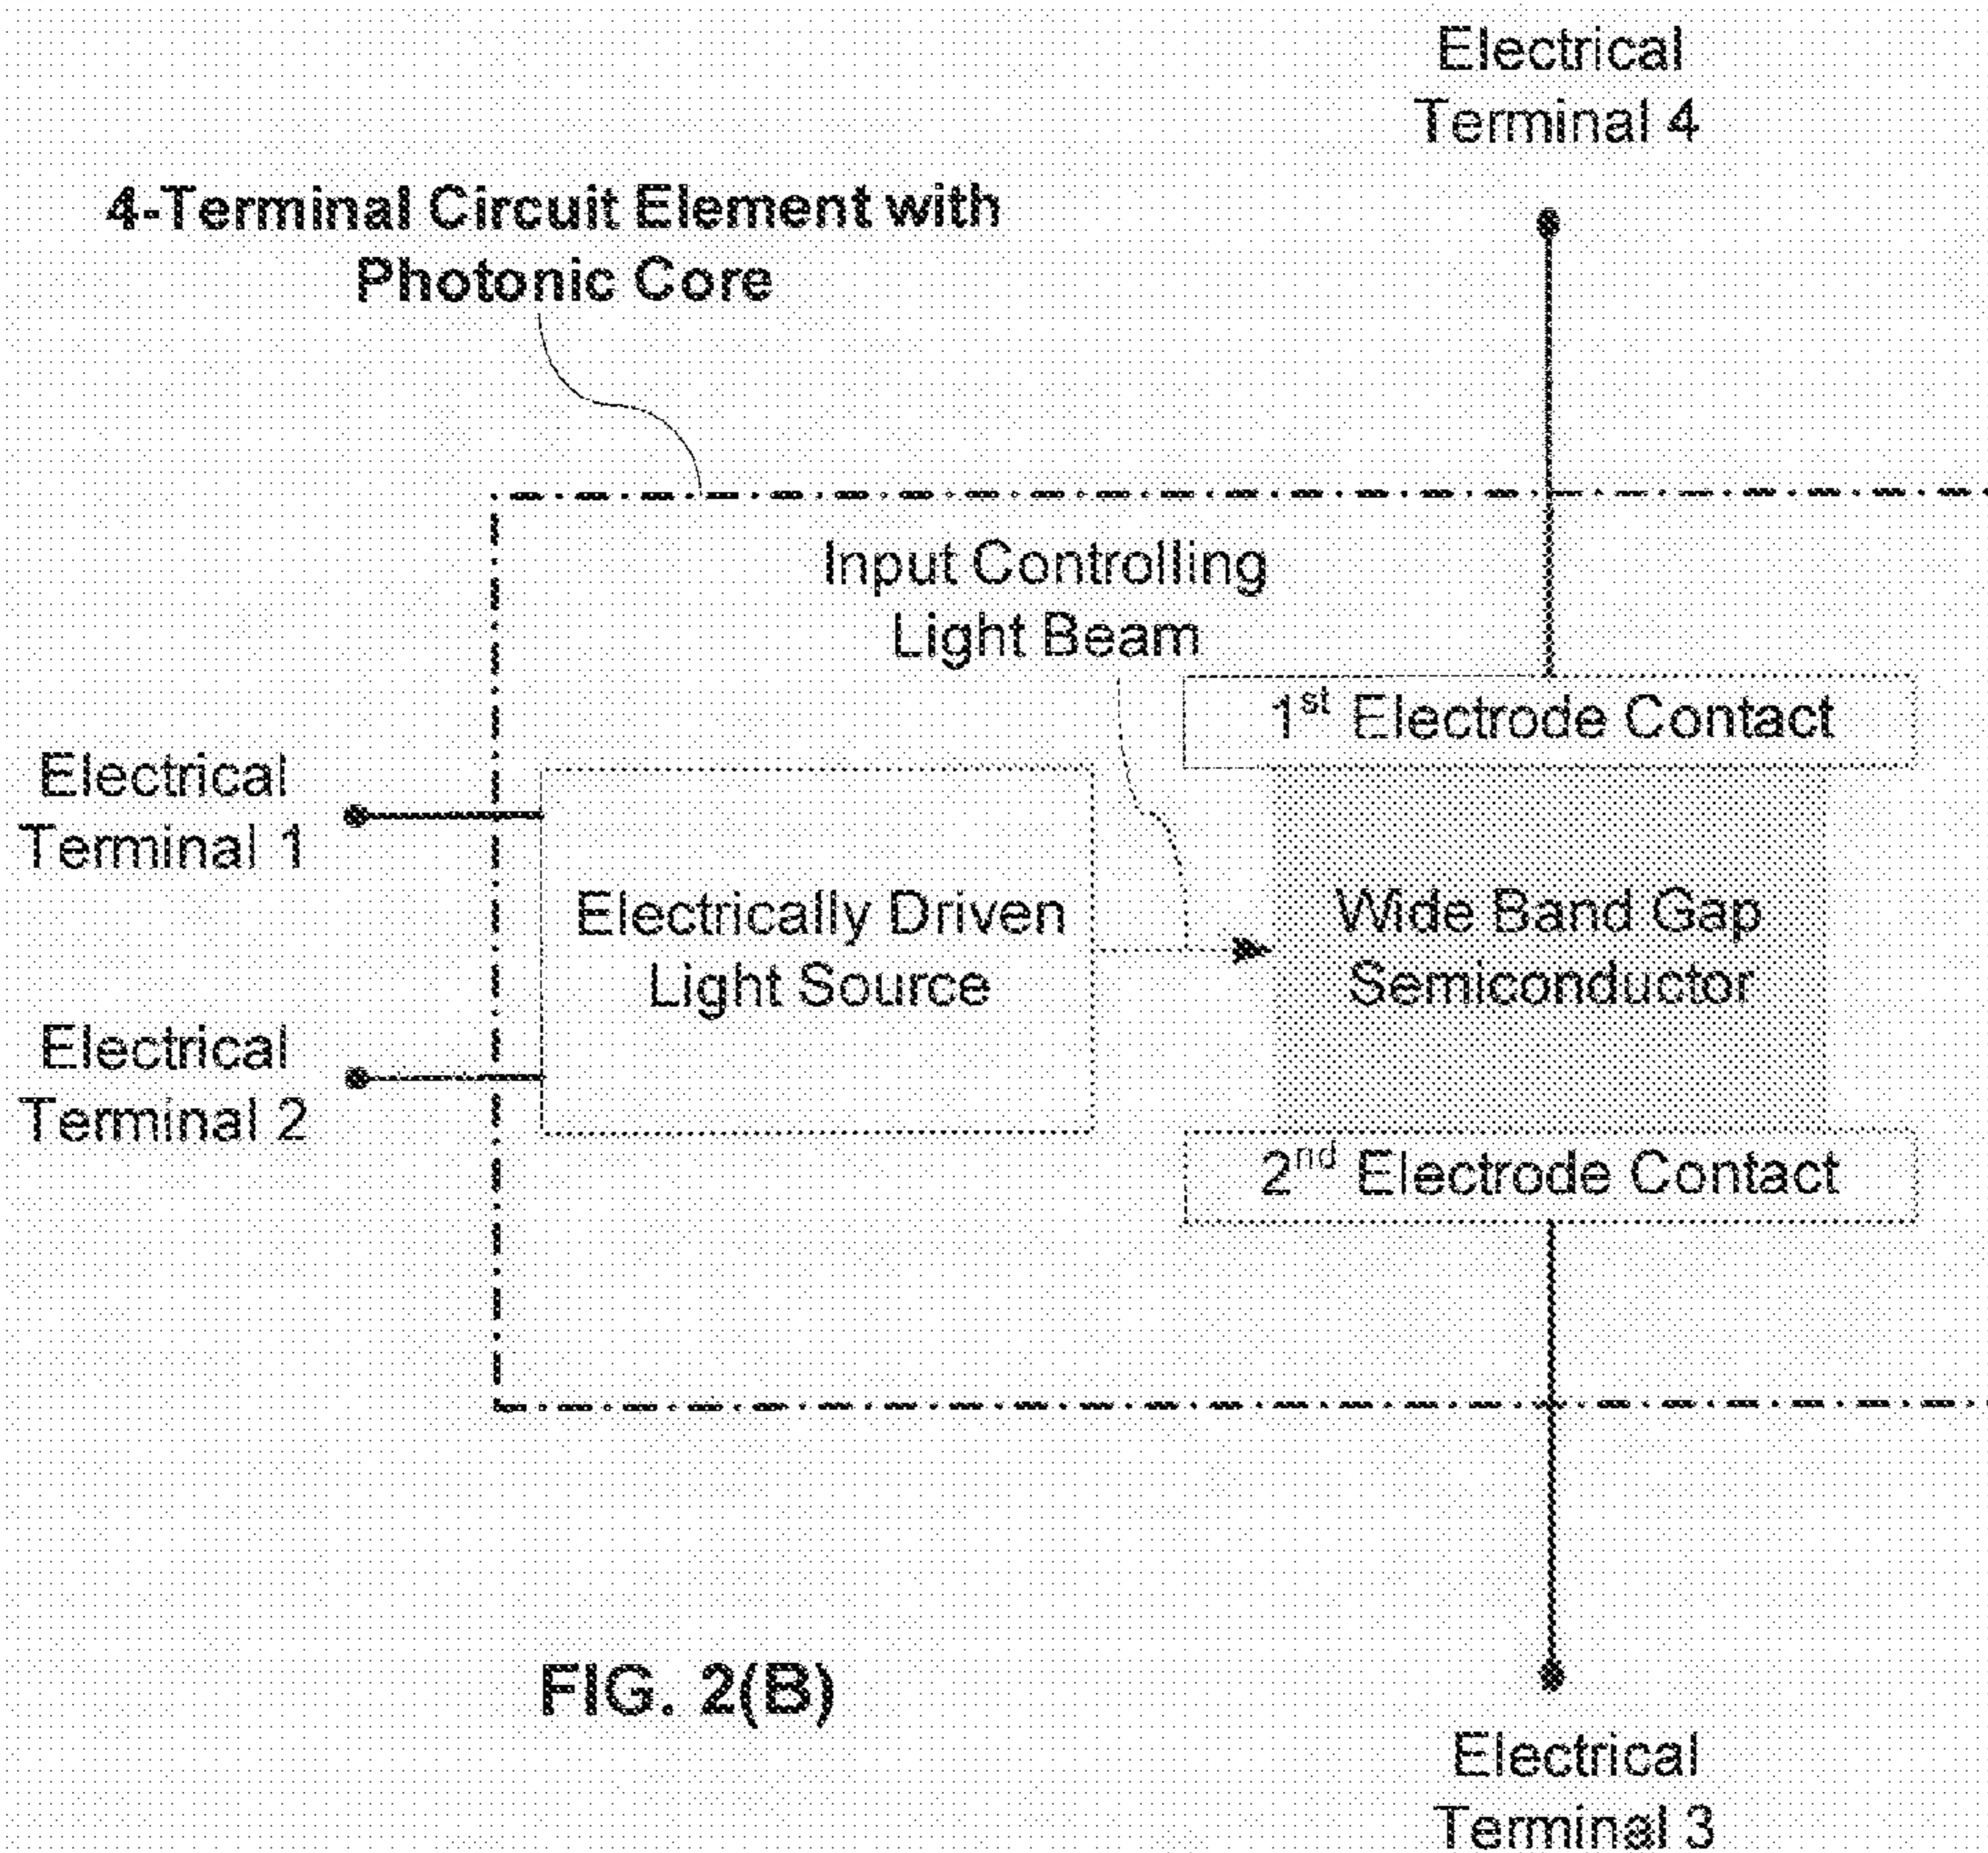 Electrical
Terminal 4
4-Terminal Circuit Element with
Photonic Core
Input Controlling
Light Beam
1st Electrode Contact
Electrical
Terminal 1
Electrically Driven
Light Source
Wide Band Gap
Semiconductor
Electrical
Terminal 2
2nd Electrode Contact
FIG. 2(B)
Electrical
Terminal 3